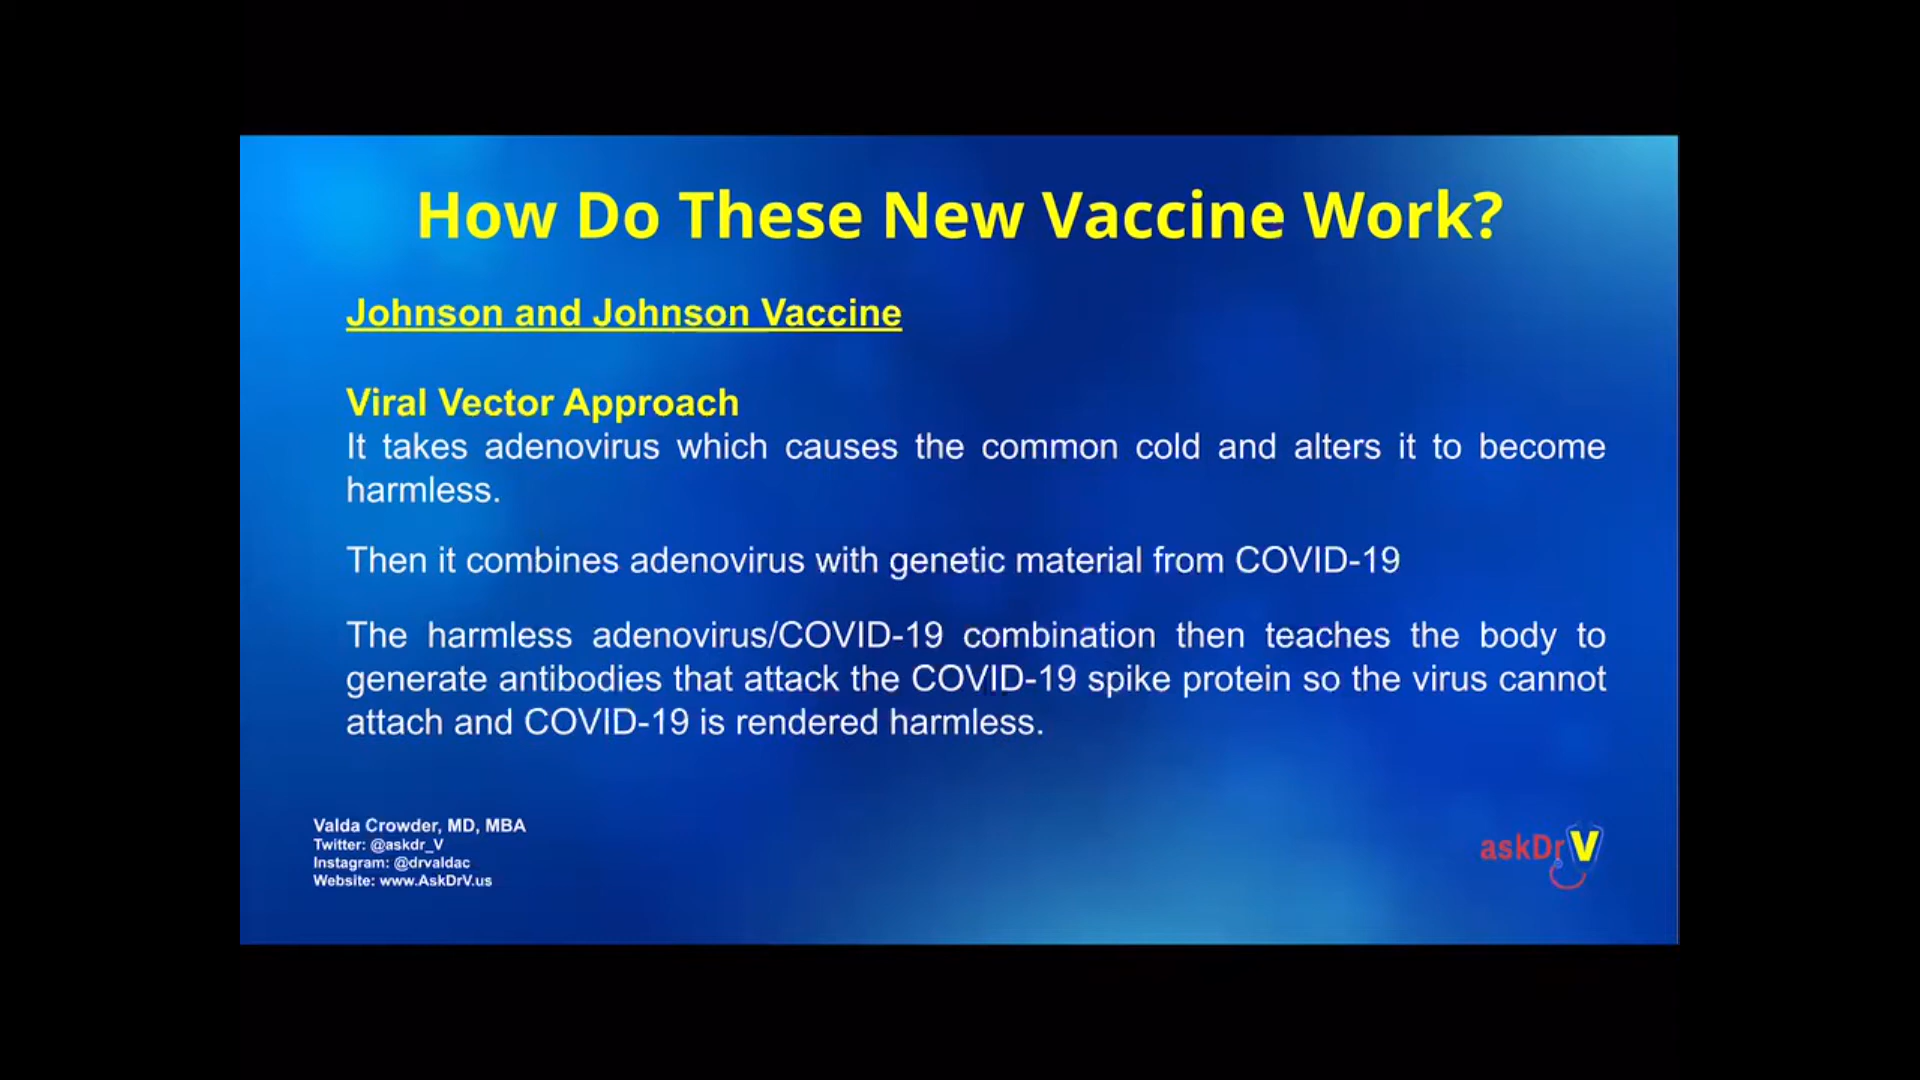 How Do These New Vaccine Work?
Johnson and Johnson Vaccine
Viral Vector Approach
It takes adenovirus which causes the common cold and alters it to become
harmless.
Then it combines adenovirus with genetic material from COVID-19
The harmless adenovirus/COVID-19 combination then teaches the body to
generate antibodies that attack the COVID-19 spike protein so the virus cannot
attach and COVID-19 is rendered harmless.
Valda Crowder, MD, MBA
Twitter: @askdr_V
Instagram: @drvaldac
Website: www.AskDrV.us
askDrV